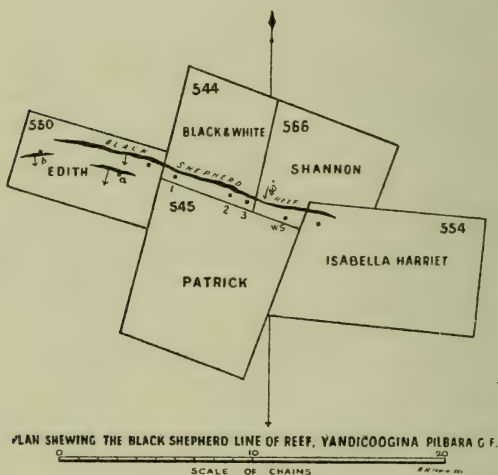 544
566
530
BLACK & WHITE
SHANNON
BLACK
SHEPHERD
REEF
b
EDITH
a
1
2
3
WS
545
554
ISABELLA HARRIET
PATRICK
PLAN SHEWING THE BLACK SHEPHERD LINE OF REEF, YANDICOOGINA PILBARA G F.
0 10 20
SCALE OF CHAINS